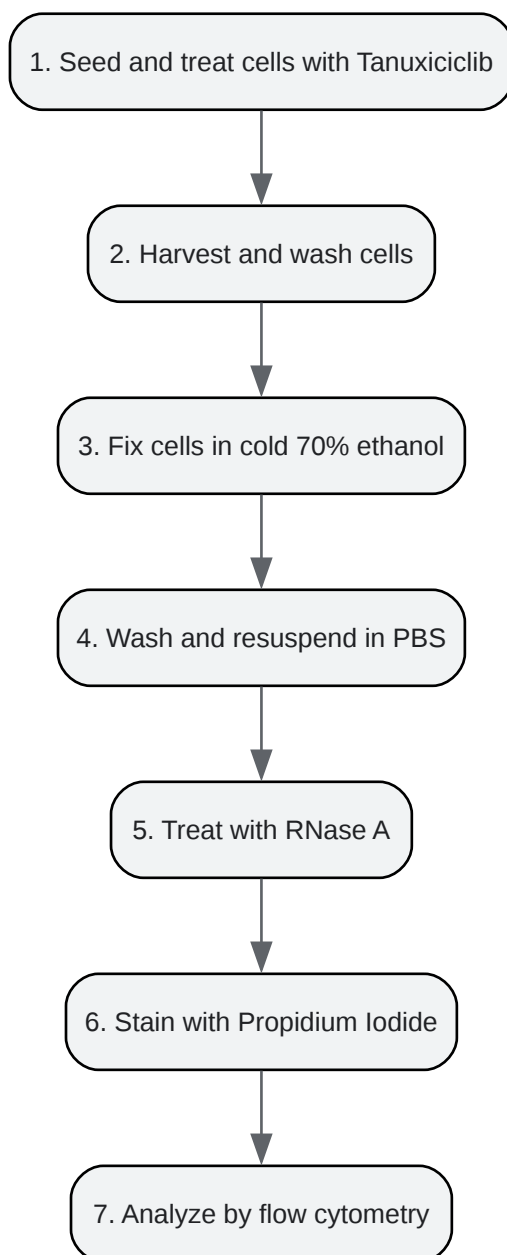 1. Seed and treat cells with Tanuxiciclib
2. Harvest and wash cells
3. Fix cells in cold 70% ethanol
4. Wash and resuspend in PBS
5. Treat with RNase A
6. Stain with Propidium Iodide
7. Analyze by flow cytometry